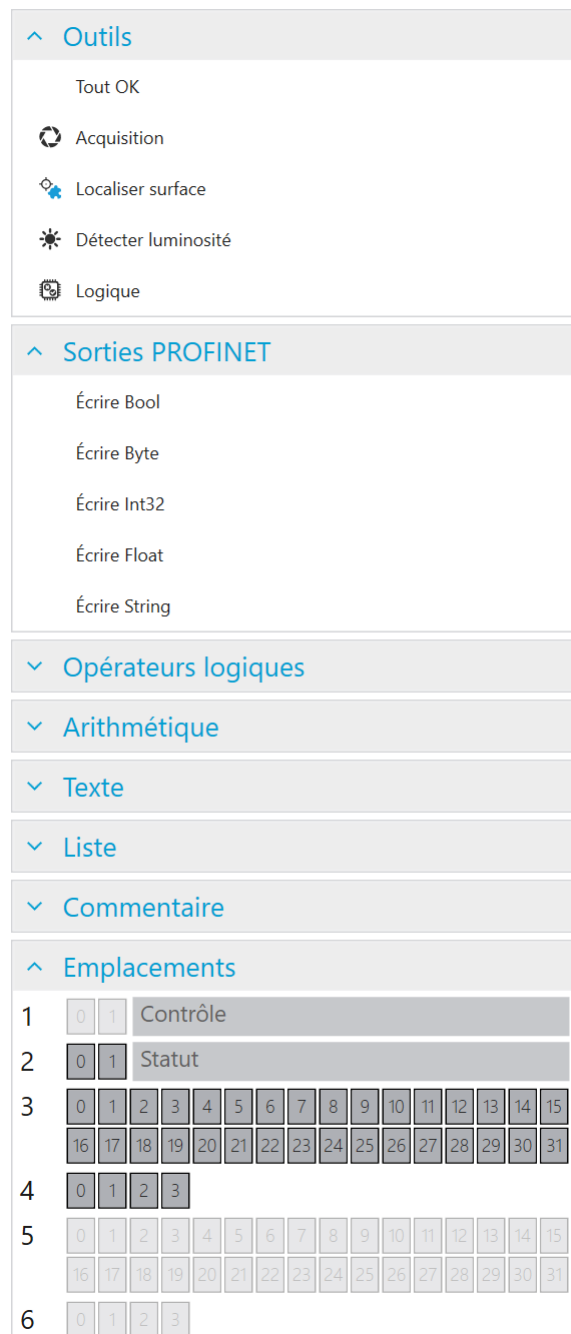 Outils
Tout OK
Acquisition
Localiser surface
Détecter luminosité
Logique
Sorties PROFINET
Écrire Bool
Écrire Byte
Écrire Int32
Écrire Float
Écrire String
Opérateurs logiques
Arithmétique
Texte
Liste
Commentaire
Emplacements
1 0 1 Contrôle
2 0 1 Statut
3 0 1 2 3 4 5 6 7 8 9 10 11 12 13 14 15
16 17 18 19 20 21 22 23 24 25 26 27 28 29 30 31
4 0 1 2 3
5 0 1 2 3 4 5 6 7 8 9 10 11 12 13 14 15
16 17 18 19 20 21 22 23 24 25 26 27 28 29 30 31
6 0 1 2 3